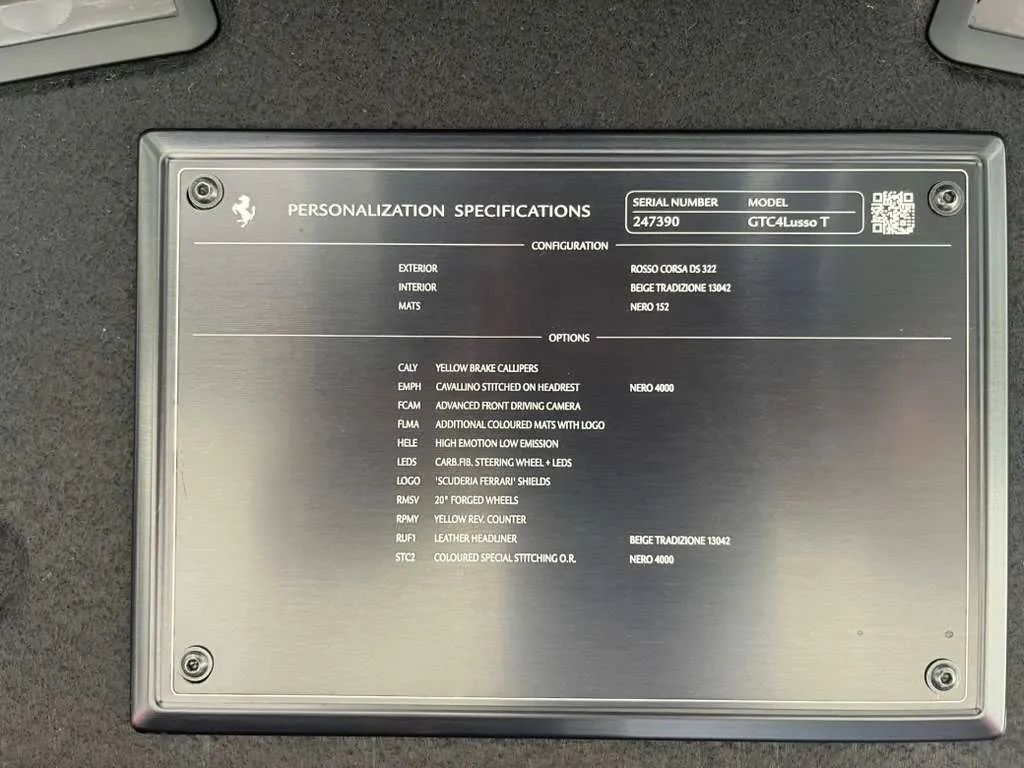 PERSONALIZATION SPECIFICATIONS
SERIAL NUMBER MODEL
247390 GTC4Lusso T
CONFIGURATION
EXTERIOR ROSSO CORSA DS 322
INTERIOR BEIGE TRADIZIONE 13042
MATS NERO 152
OPTIONS
CALY YELLOW BRAKE CALLIPERS
EMPH CAVALLINO STITCHED ON HEADREST NERO 4000
FCAM ADVANCED FRONT DRIVING CAMERA
FLMA ADDITIONAL COLOURED MATS WITH LOGO
HELE HIGH EMOTION LOW EMISSION
LEDS CARB.FIB. STEERING WHEEL + LEDS
LOGO 'SCUDERIA FERRARI' SHIELDS
RMSV 20" FORGED WHEELS
RPMY YELLOW REV. COUNTER
RUF1 LEATHER HEADLINER BEIGE TRADIZIONE 13042
STC2 COLOURED SPECIAL STITCHING O.R. NERO 4000